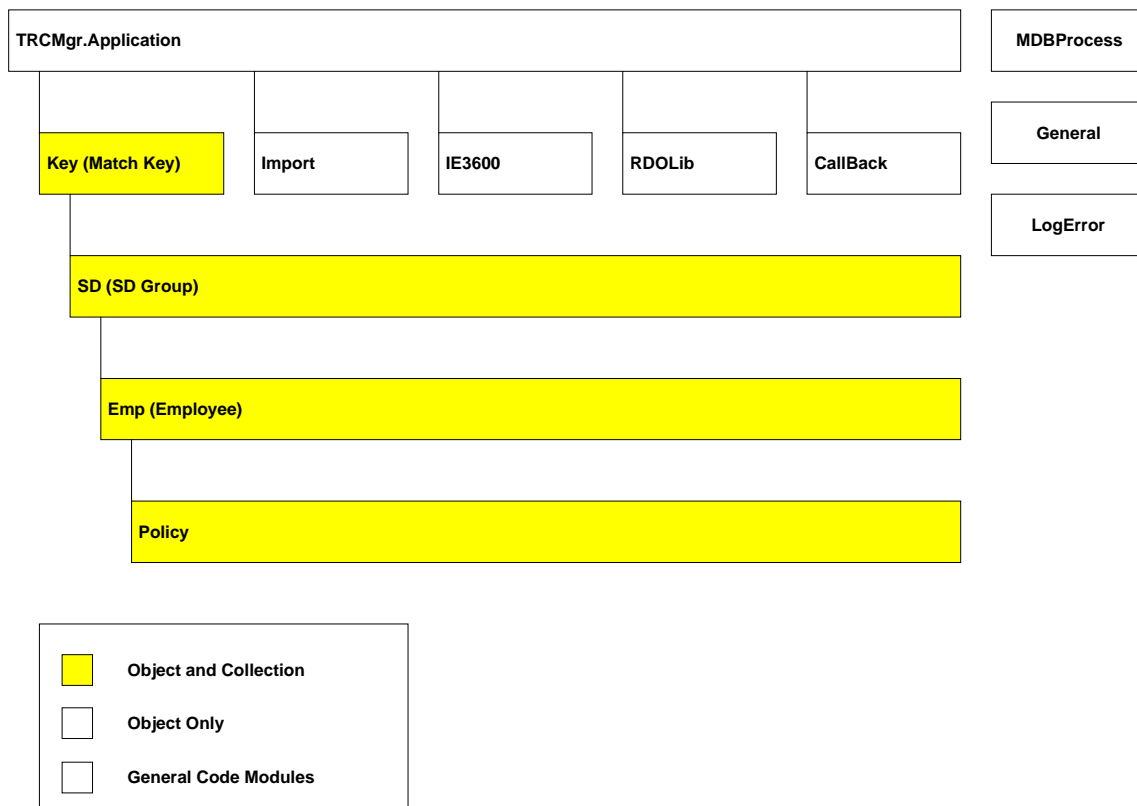 TRCMgr.Application
MDBProcess
General
Key (Match Key)
Import
IE3600
RDOLib
CallBack
LogError
SD (SD Group)
Emp (Employee)
Policy
Object and Collection
Object Only
General Code Modules